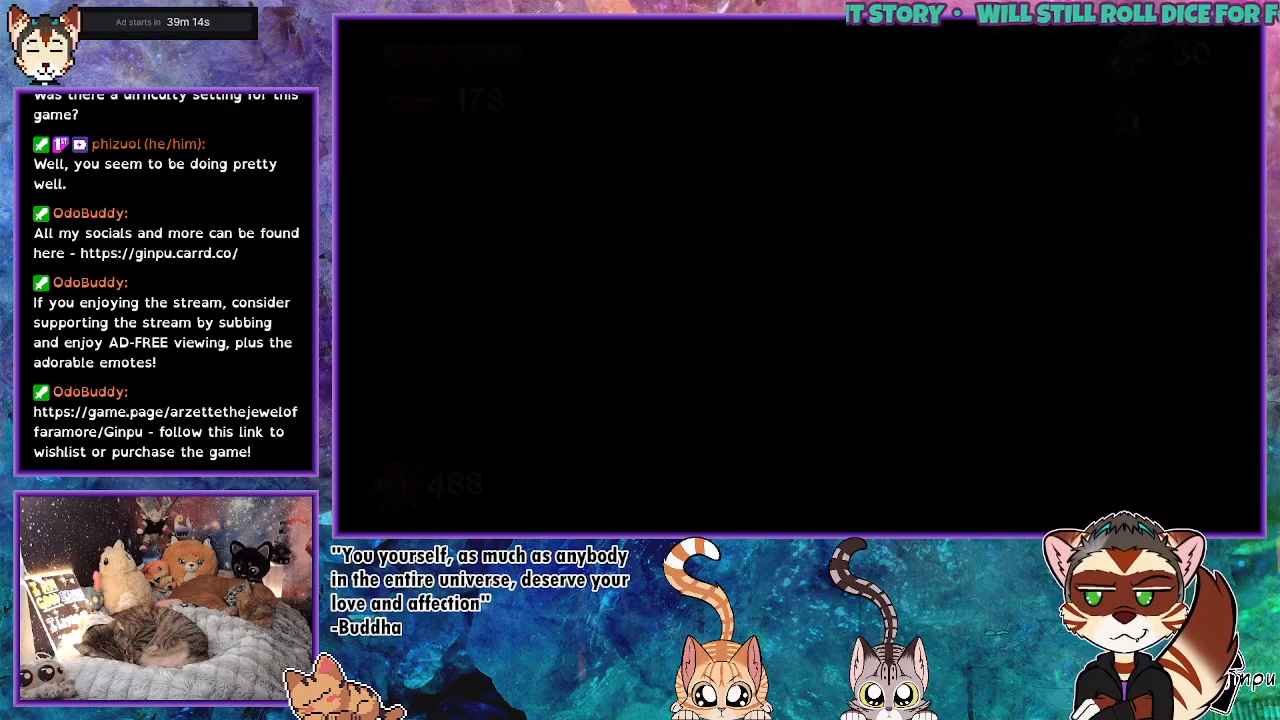 Ad starts in 39m 14s
IT STORY • WILL STILL ROLL DICE FOR F
Was there a difficulty setting for this
game?
phizuol (he/him):
Well, you seem to be doing pretty
well.
OdoBuddy:
All my socials and more can be found
here - https://ginpu.carrd.co/
OdoBuddy:
If you enjoying the stream, consider
supporting the stream by subbing
and enjoy AD-FREE viewing, plus the
adorable emotes!
OdoBuddy:
https://game.page/arzettethejewelof
faramore/Ginpu - follow this link to
wishlist or purchase the game!
30
178
488
"You yourself, as much as anybody
in the entire universe, deserve your
love and affection"
-Buddha
Ginpu